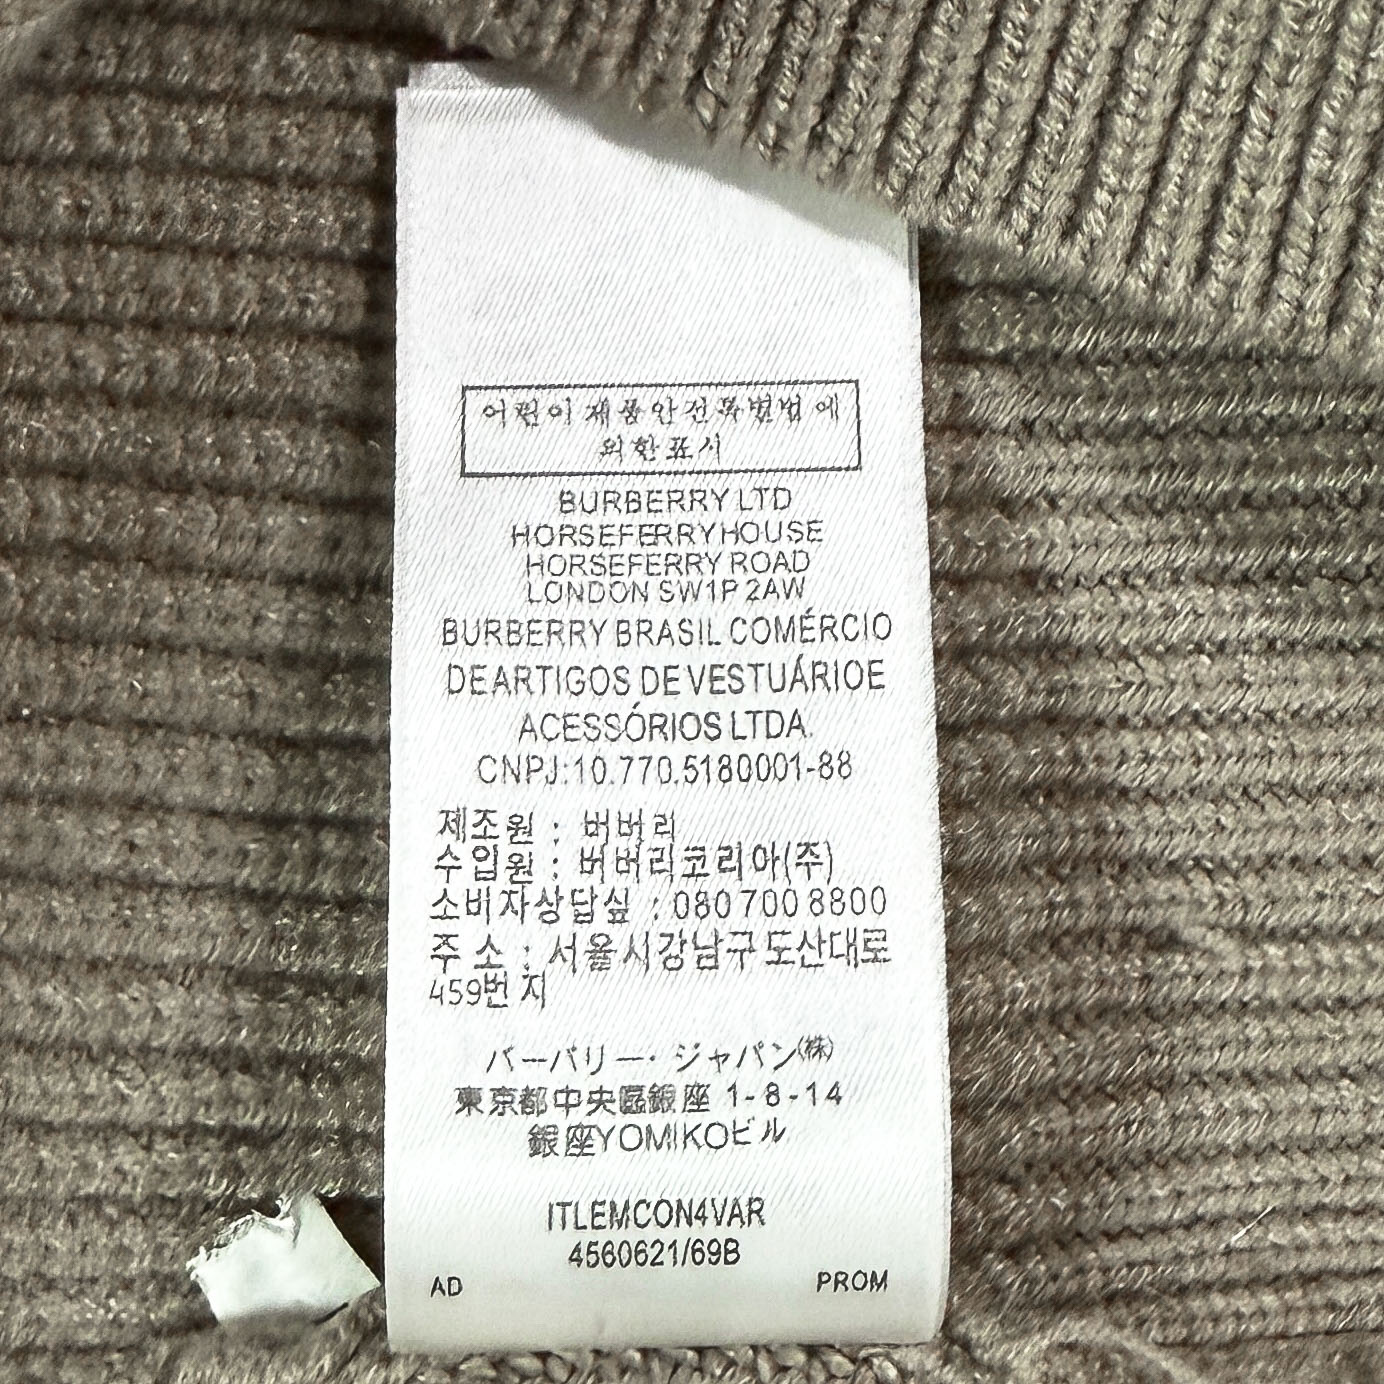 어린이제품안전특별법에
의한표시
BURBERRY LTD
HORSEFERRY HOUSE
HORSEFERRY ROAD
LONDON SW1P 2AW
BURBERRY BRASIL COMÉRCIO
DE ARTIGOS DE VESTUÁRIO E
ACESSÓRIOS LTDA.
CNPJ:10.770.5180001-88
제조원 : 버버리
수입원 : 버버리코리아(주)
소비자상담실 : 080 700 8800
주 소 : 서울시강남구 도산대로
459번지
バーバリー・ジャパン㈱
東京都中央區銀座 1-8-14
銀座YOMIKOビル
ITLEMCON4VAR
4560621/69B
AD PROM